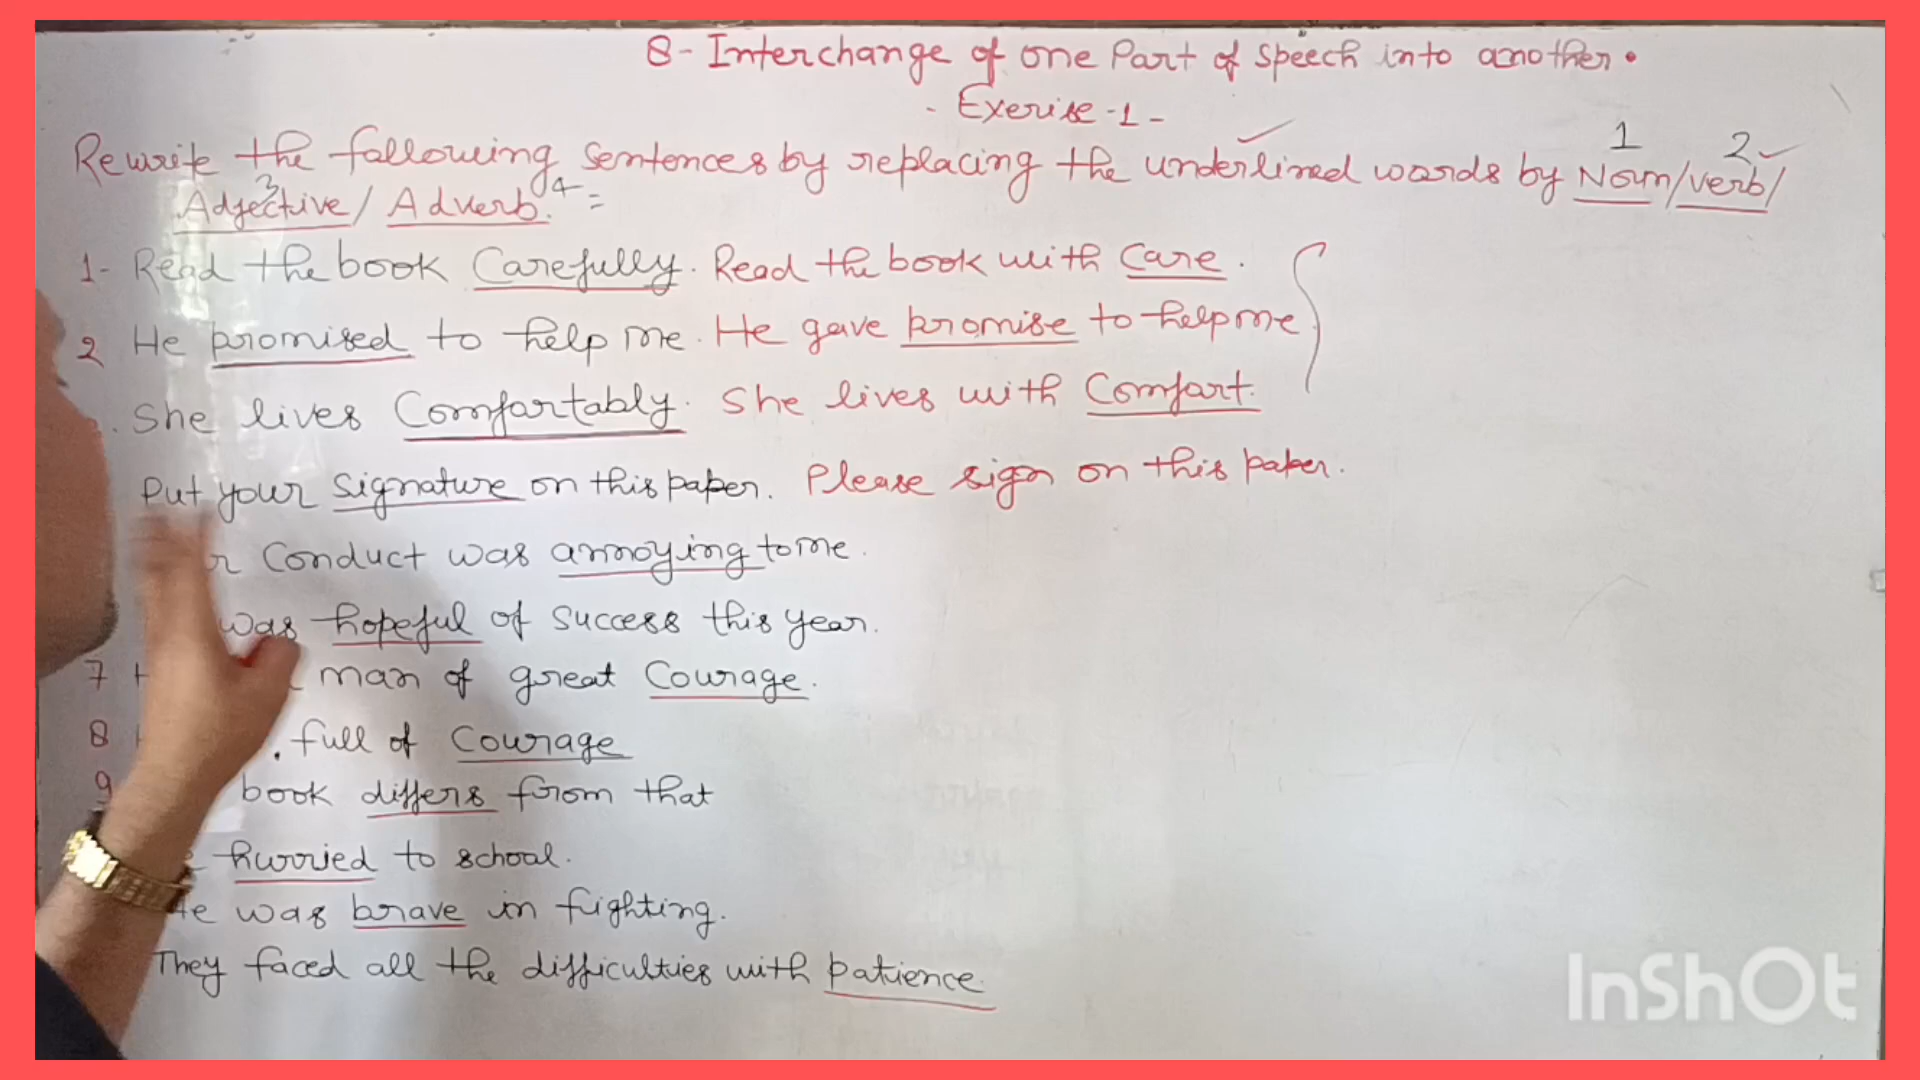 8- Interchange of one Part of speech into another.
- Exerise-1-
Rewrite the following sentences by replacing the underlined words by Noun/verb/
1 2
Adjective/ Adverb. =
3 4
1- Read the book Carefully. Read the book with Care.
2 He promised to help me. He gave promise to help me
. She lives Comfortably. She lives with Comfort.
Put your signature on this paper. Please sign on this paper.
r Conduct was annoying to me.
was hopeful of success this year.
7 H man of great Courage.
8 full of Courage
9 book differs from that
hurried to school.
He was brave in fighting.
They faced all the difficulties with patience.
InShOt